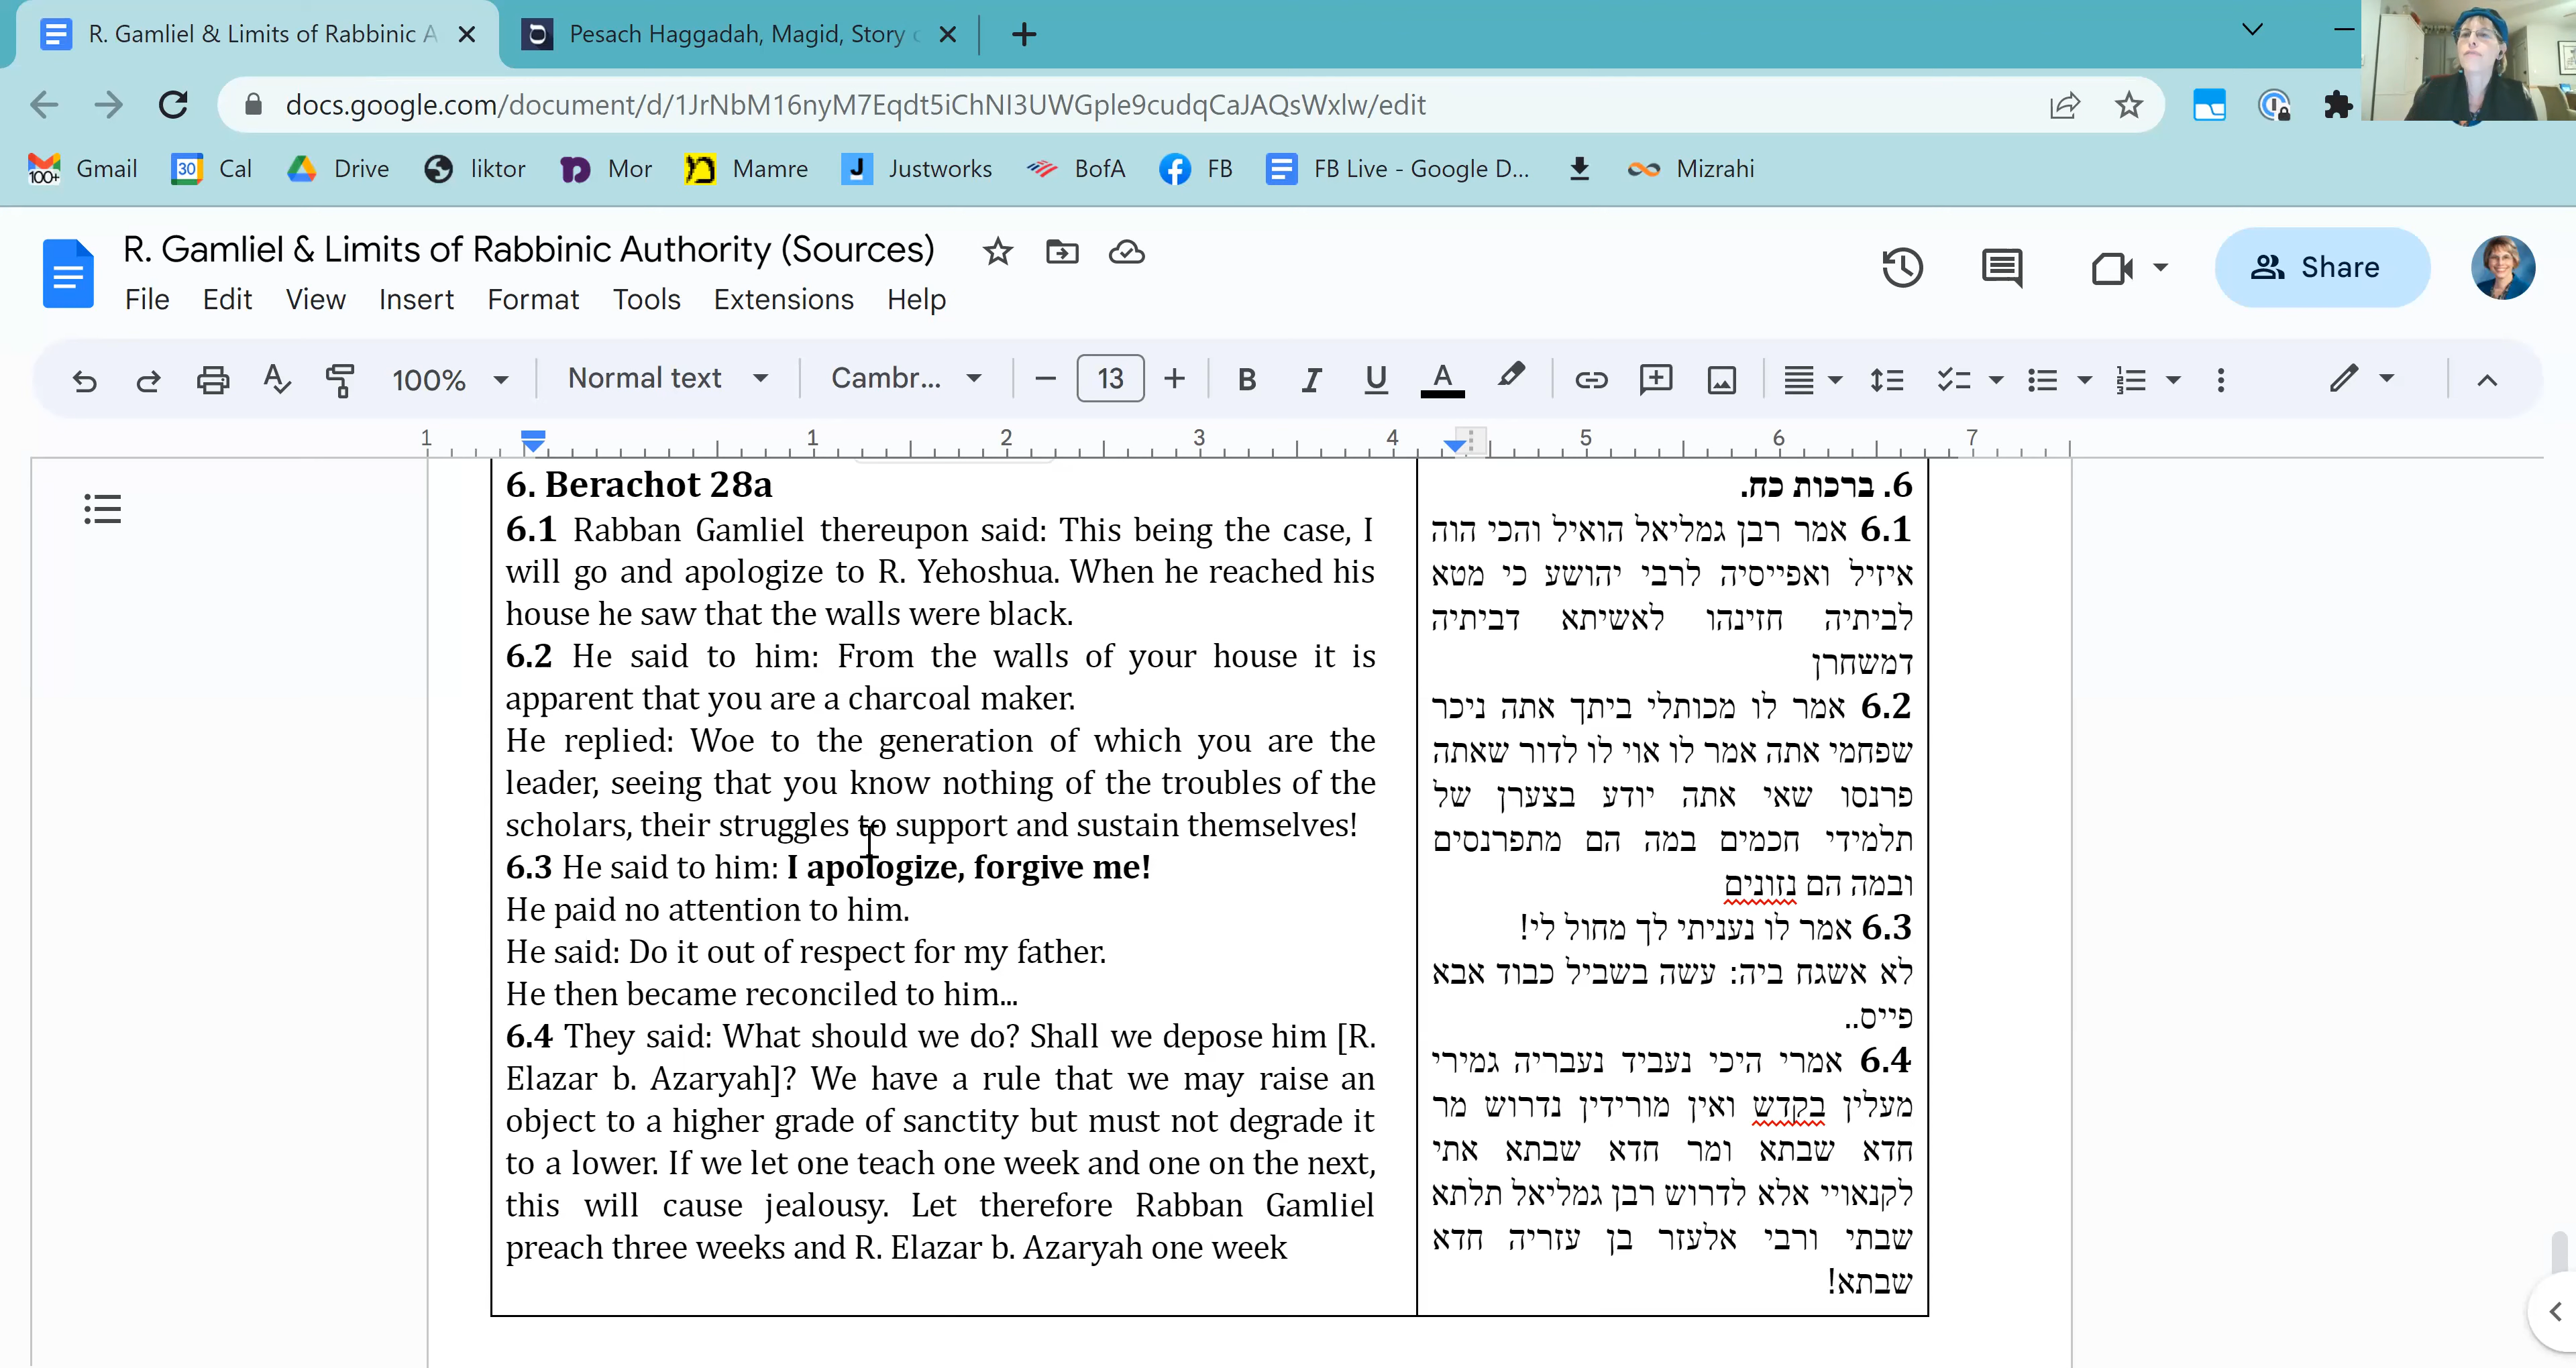 R. Gamliel & Limits of Rabbinic A
Pesach Haggadah, Magid, Story
docs.google.com/document/d/1JrNbM16nyM7Eqdt5iChNI3UWGple9cudqCaJAQsWxlw/edit
100+ Gmail 30 Cal Drive liktor Mor Mamre J Justworks BofA FB FB Live - Google D... Mizrahi
R. Gamliel & Limits of Rabbinic Authority (Sources)
Share
File Edit View Insert Format Tools Extensions Help
100% Normal text Cambr... 13 B I U A
1 1 2 3 4 5 6 7
6. Berachot 28a
6.1 Rabban Gamliel thereupon said: This being the case, I
will go and apologize to R. Yehoshua. When he reached his
house he saw that the walls were black.
6.2 He said to him: From the walls of your house it is
apparent that you are a charcoal maker.
He replied: Woe to the generation of which you are the
leader, seeing that you know nothing of the troubles of the
scholars, their struggles to support and sustain themselves!
6.3 He said to him: I apologize, forgive me!
He paid no attention to him.
He said: Do it out of respect for my father.
He then became reconciled to him...
6.4 They said: What should we do? Shall we depose him [R.
Elazar b. Azaryah]? We have a rule that we may raise an
object to a higher grade of sanctity but must not degrade it
to a lower. If we let one teach one week and one on the next,
this will cause jealousy. Let therefore Rabban Gamliel
preach three weeks and R. Elazar b. Azaryah one week
6. ברכות כח.
6.1 אמר רבן גמליאל הואיל והכי הוה
איזיל ואפייסיה לרבי יהושע כי מטא
לביתיה חזינהו לאשיתא דביתיה
דמשחרן
6.2 אמר לו מכותלי ביתך אתה ניכר
שפחמי אתה אמר לו אוי לו לדור שאתה
פרנסו שאי אתה יודע בצערן של
תלמידי חכמים במה הם מתפרנסים
ובמה הם נזונים
6.3 אמר לו נעניתי לך מחול לי!
לא אשגח ביה: עשה בשביל כבוד אבא
פייס..
6.4 אמרי היכי נעביד נעבריה גמירי
מעלין בקדש ואין מורידין נדרוש מר
חדא שבתא ומר חדא שבתא אתי
לקנאויי אלא לדרוש רבן גמליאל תלתא
שבתי ורבי אלעזר בן עזריה חדא
שבתא!